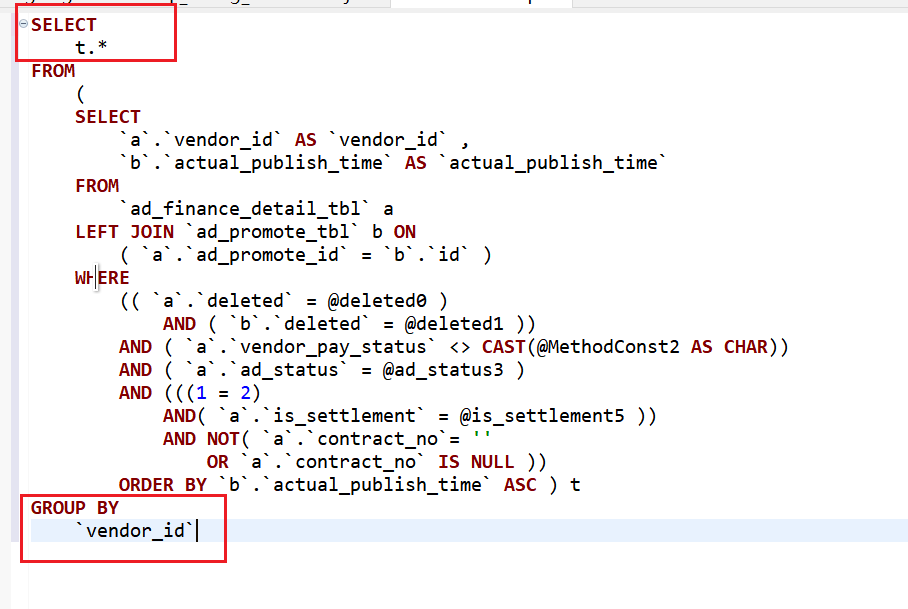 SELECT
t.*
FROM
(
SELECT
`a`.`vendor_id` AS `vendor_id` ,
`b`.`actual_publish_time` AS `actual_publish_time`
FROM
`ad_finance_detail_tbl` a
LEFT JOIN `ad_promote_tbl` b ON
( `a`.`ad_promote_id` = `b`.`id` )
WHERE
(( `a`.`deleted` = @deleted0 )
AND ( `b`.`deleted` = @deleted1 ))
AND ( `a`.`vendor_pay_status` <> CAST(@MethodConst2 AS CHAR))
AND ( `a`.`ad_status` = @ad_status3 )
AND (((1 = 2)
AND( `a`.`is_settlement` = @is_settlement5 ))
AND NOT( `a`.`contract_no`= ''
OR `a`.`contract_no` IS NULL ))
ORDER BY `b`.`actual_publish_time` ASC ) t
GROUP BY
`vendor_id`